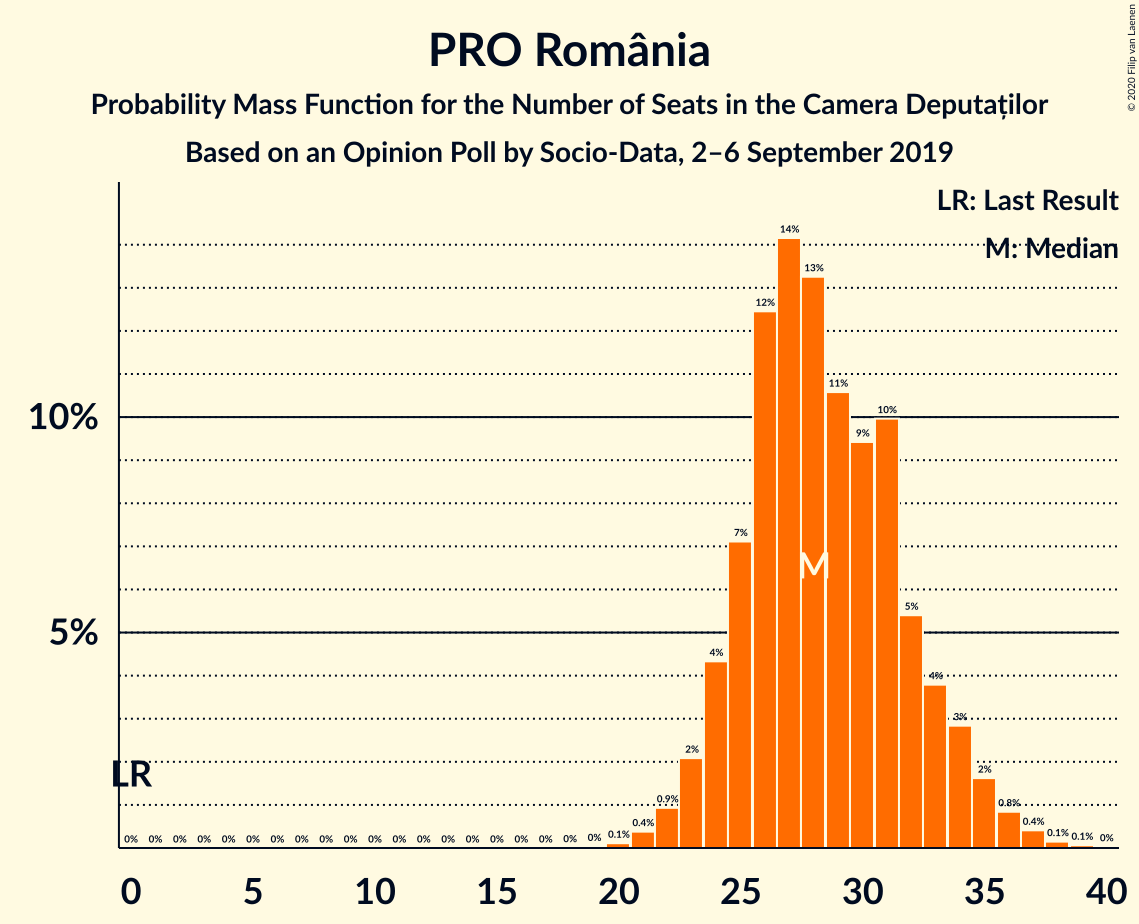 PRO România
Probability Mass Function for the Number of Seats in the Camera Deputaților
Based on an Opinion Poll by Socio-Data, 2–6 September 2019
© 2020 Filip van Laenen
LR: Last Result
M: Median
10%
5%
LR
M
0% 0% 0% 0% 0% 0% 0% 0% 0% 0% 0% 0% 0% 0% 0% 0% 0% 0% 0% 0% 0.1% 0.4% 0.9% 2% 4% 7% 12% 14% 13% 11% 9% 10% 5% 4% 3% 2% 0.8% 0.4% 0.1% 0.1% 0%
0 5 10 15 20 25 30 35 40